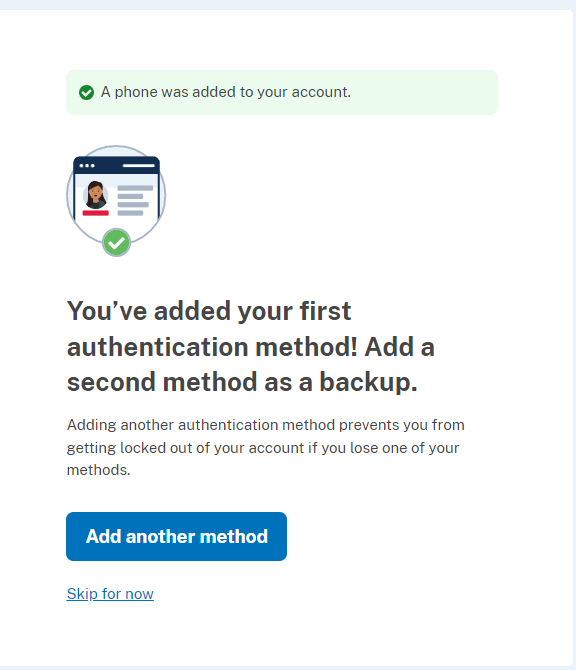 A phone was added to your account.
You’ve added your first
authentication method! Add a
second method as a backup.
Adding another authentication method prevents you from
getting locked out of your account if you lose one of your
methods.
Add another method
Skip for now